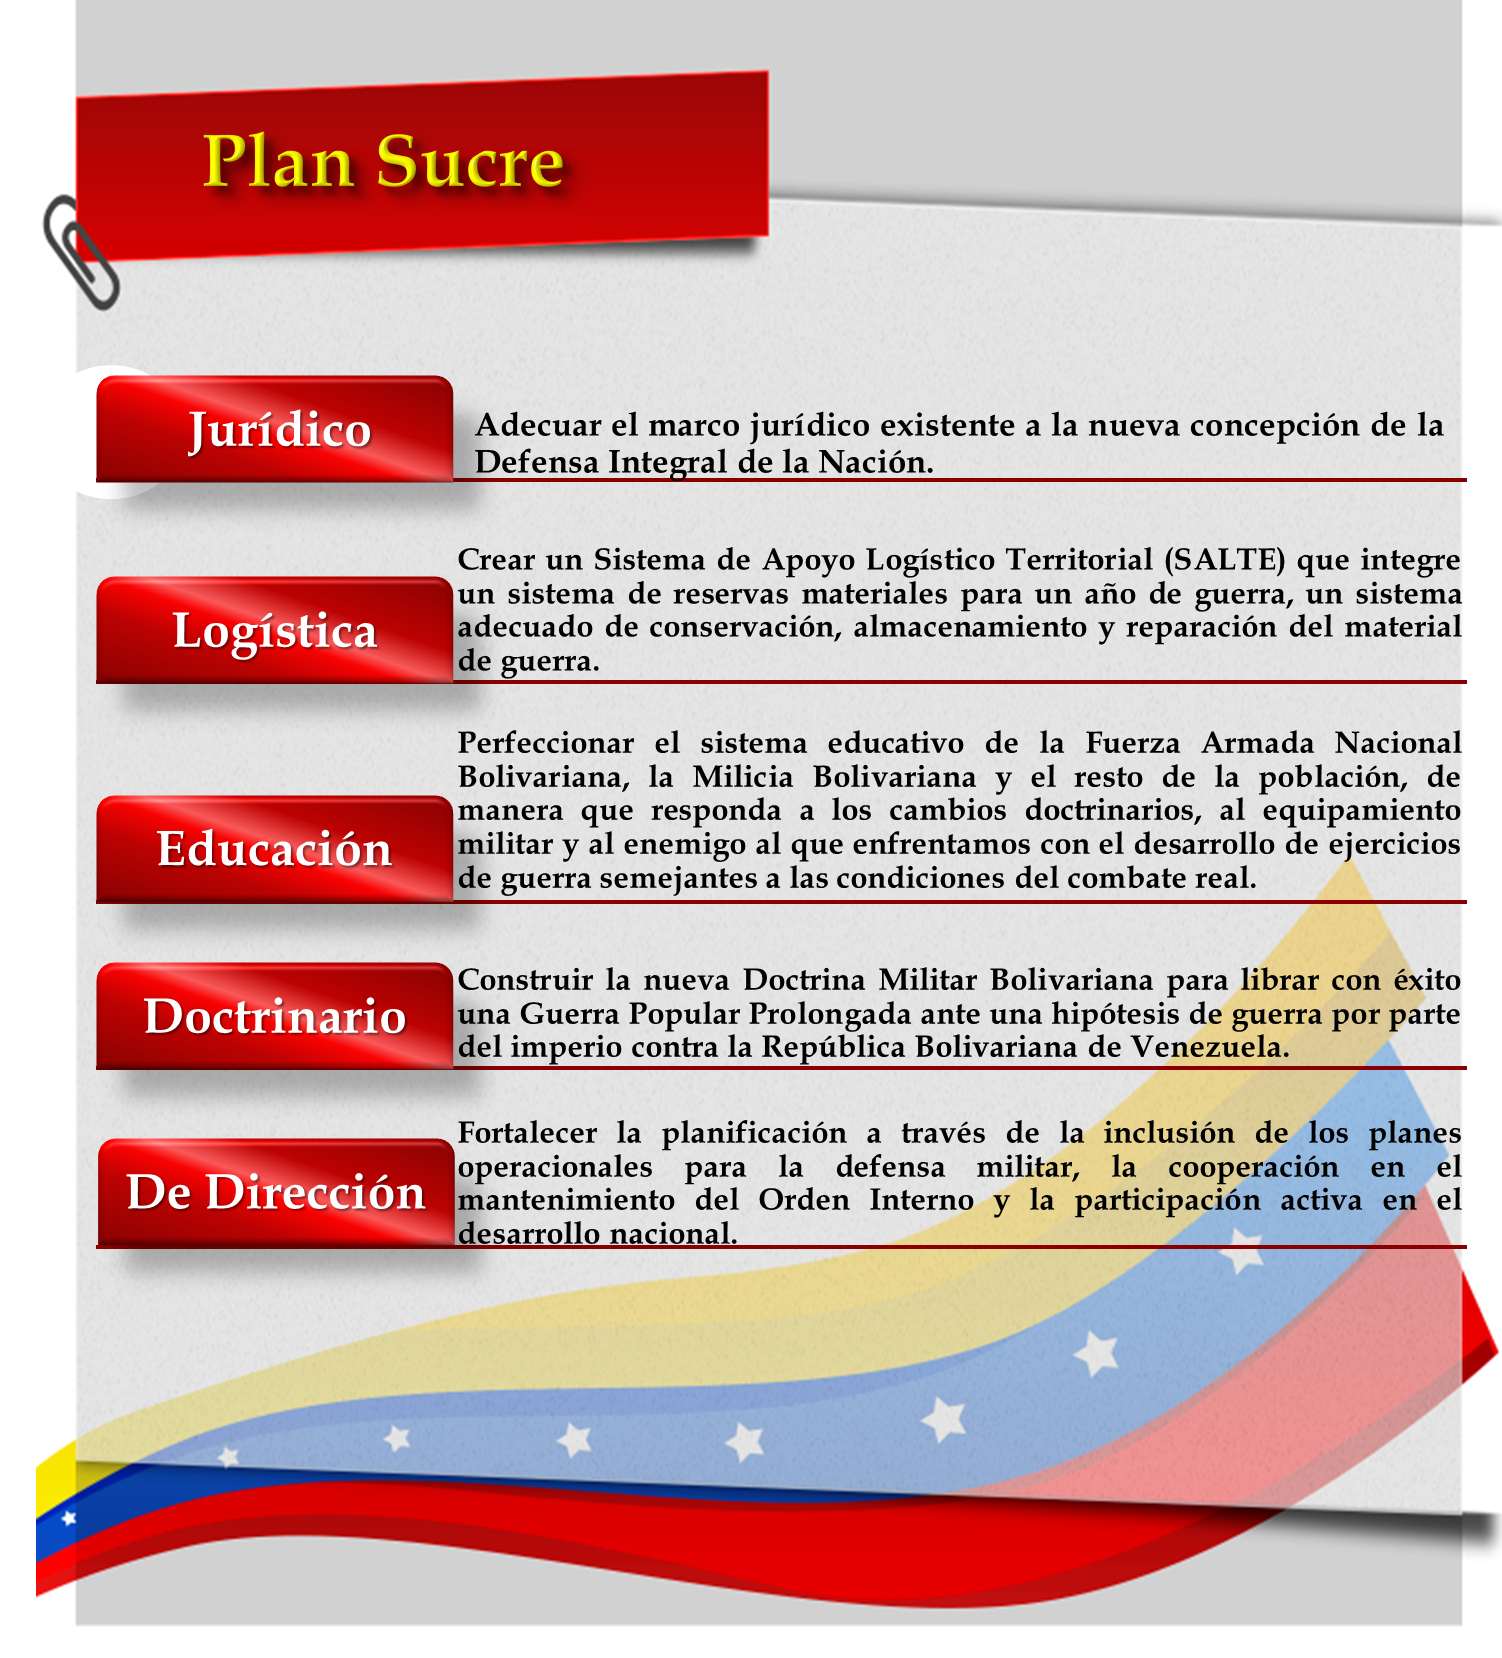 Plan Sucre
Jurídico
Adecuar el marco jurídico existente a la nueva concepción de la
Defensa Integral de la Nación.
Logística
Crear un Sistema de Apoyo Logístico Territorial (SALTE) que integre
un sistema de reservas materiales para un año de guerra, un sistema
adecuado de conservación, almacenamiento y reparación del material
de guerra.
Educación
Perfeccionar el sistema educativo de la Fuerza Armada Nacional
Bolivariana, la Milicia Bolivariana y el resto de la población, de
manera que responda a los cambios doctrinarios, al equipamiento
militar y al enemigo al que enfrentamos con el desarrollo de ejercicios
de guerra semejantes a las condiciones del combate real.
Doctrinario
Construir la nueva Doctrina Militar Bolivariana para librar con éxito
una Guerra Popular Prolongada ante una hipótesis de guerra por parte
del imperio contra la República Bolivariana de Venezuela.
De Dirección
Fortalecer la planificación a través de la inclusión de los planes
operacionales para la defensa militar, la cooperación en el
mantenimiento del Orden Interno y la participación activa en el
desarrollo nacional.